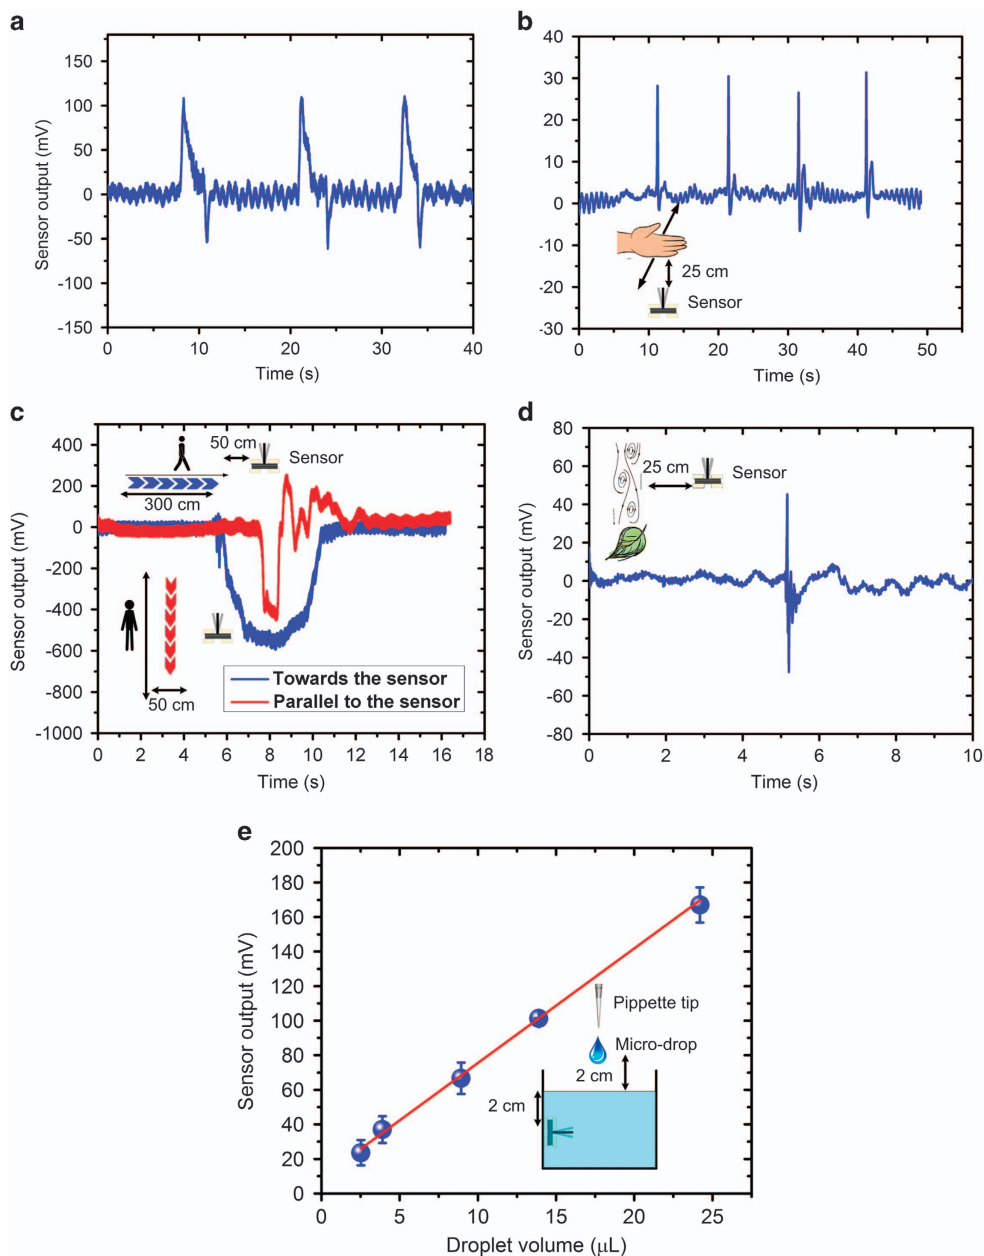 a
150
100
50
0
-50
-100
-150
0
10
20
30
40
Sensor output (mV)
Time (s)
b
40
30
20
10
0
-10
-20
-30
0
10
20
30
40
50
Sensor output (mV)
Time (s)
25 cm
Sensor
c
400
200
0
-200
-400
-600
-800
-1000
0
2
4
6
8
10
12
14
16
18
Sensor output (mV)
Time (s)
50 cm
Sensor
300 cm
50 cm
Towards the sensor
Parallel to the sensor
d
80
60
40
20
0
-20
-40
-60
-80
0
2
4
6
8
10
Sensor output (mV)
Time (s)
25 cm
Sensor
e
200
180
160
140
120
100
80
60
40
20
0
0
5
10
15
20
25
Sensor output (mV)
Droplet volume (μL)
Pippette tip
Micro-drop
2 cm
2 cm